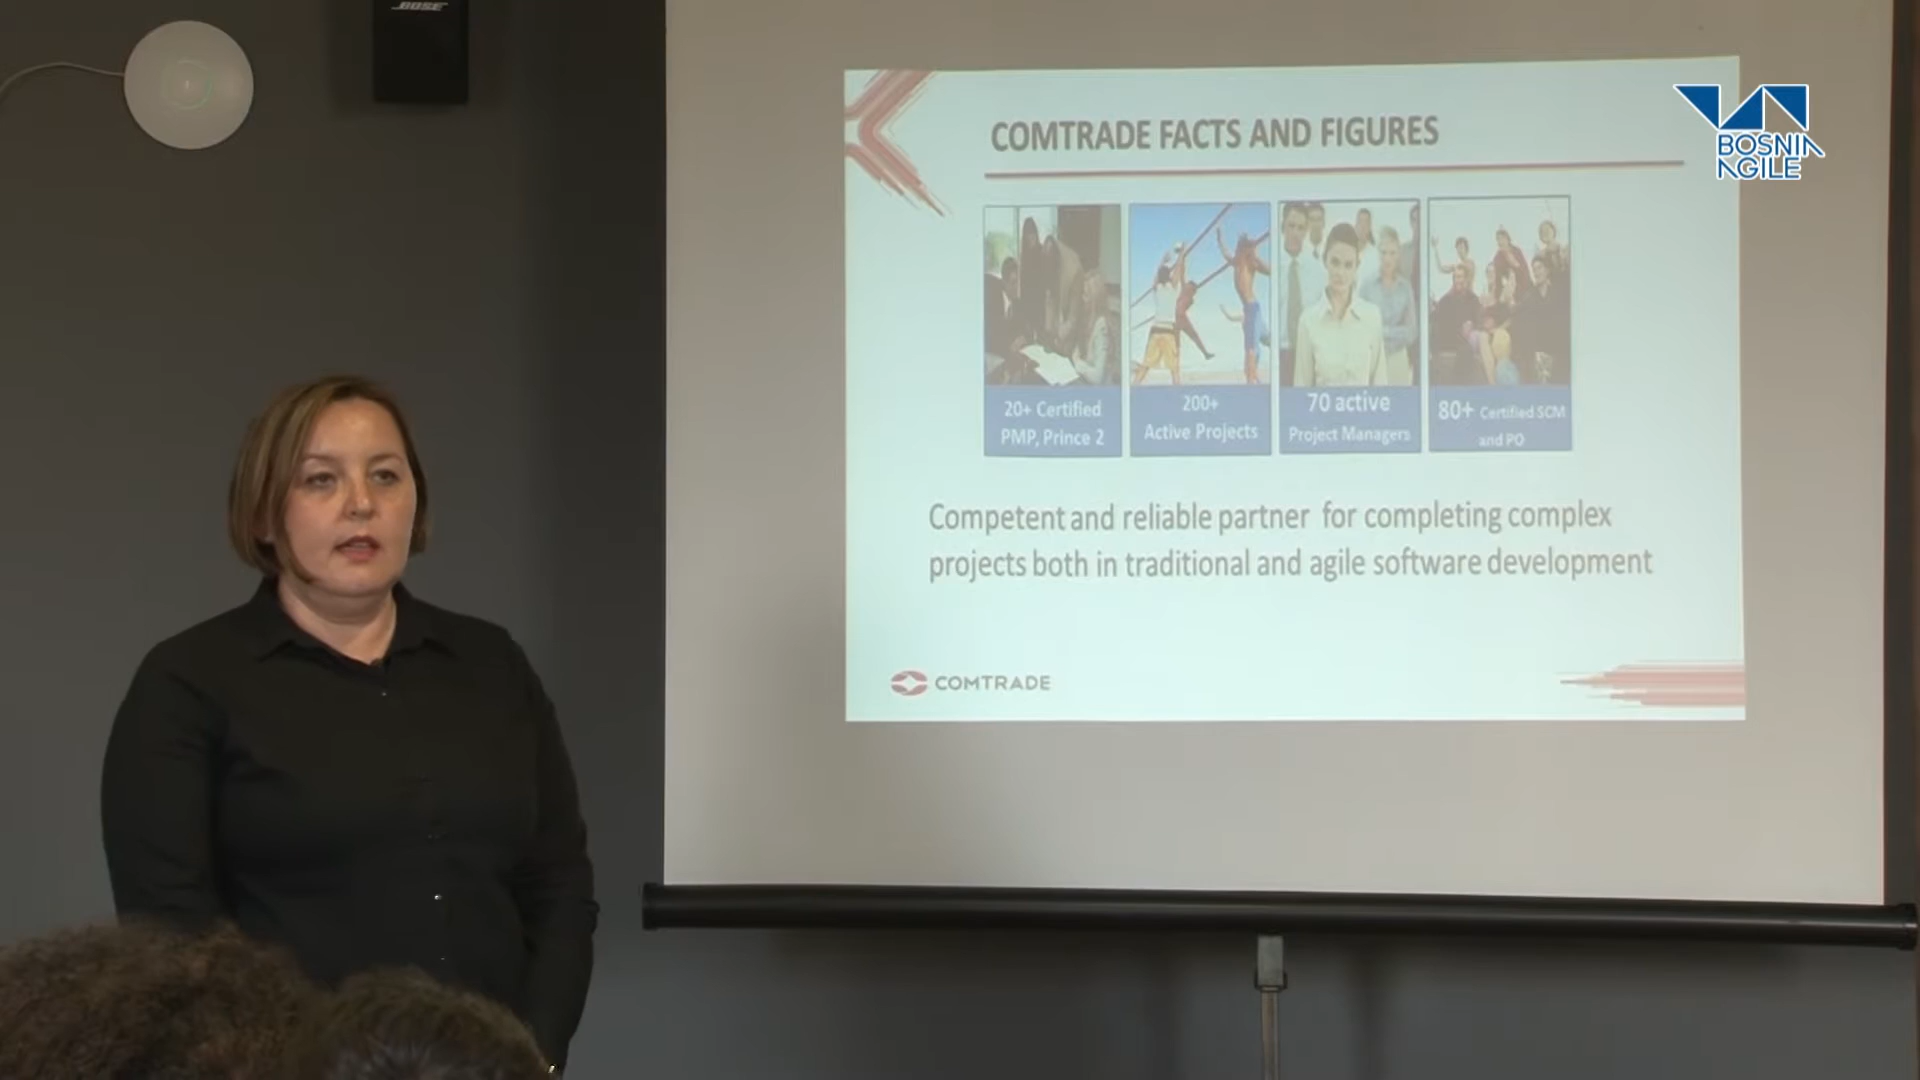 BOSE
BOSNIA
AGILE
COMTRADE FACTS AND FIGURES
20+ Certified
PMP, Prince 2
200+
Active Projects
70 active
Project Managers
80+ Certified SCM
and PO
Competent and reliable partner for completing complex
projects both in traditional and agile software development
COMTRADE